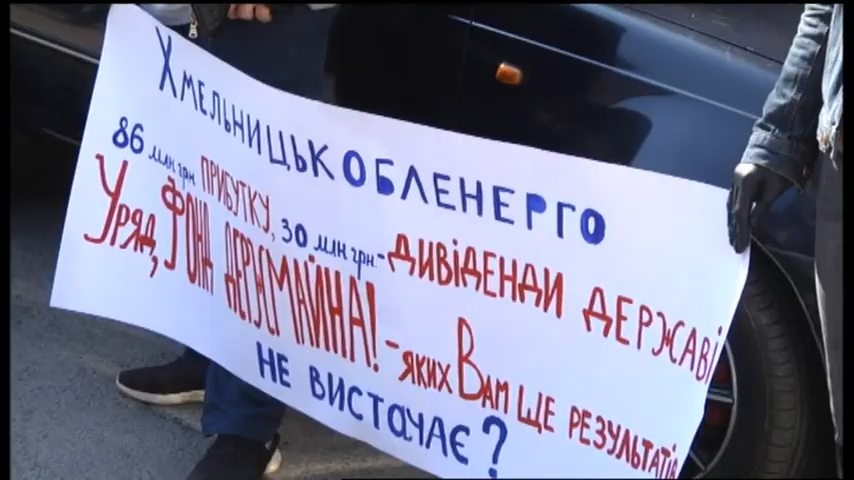 ХМЕЛЬНИЦЬКОБЛЕНЕРГО
86 млн грн ПРИБУТКУ, 30 млн грн.- ДИВІДЕНДИ ДЕРЖАВІ
Уряд, ФОНД ДЕРЖМАЙНА! - яких Вам ще результатів
НЕ ВИСТАЧАЄ?